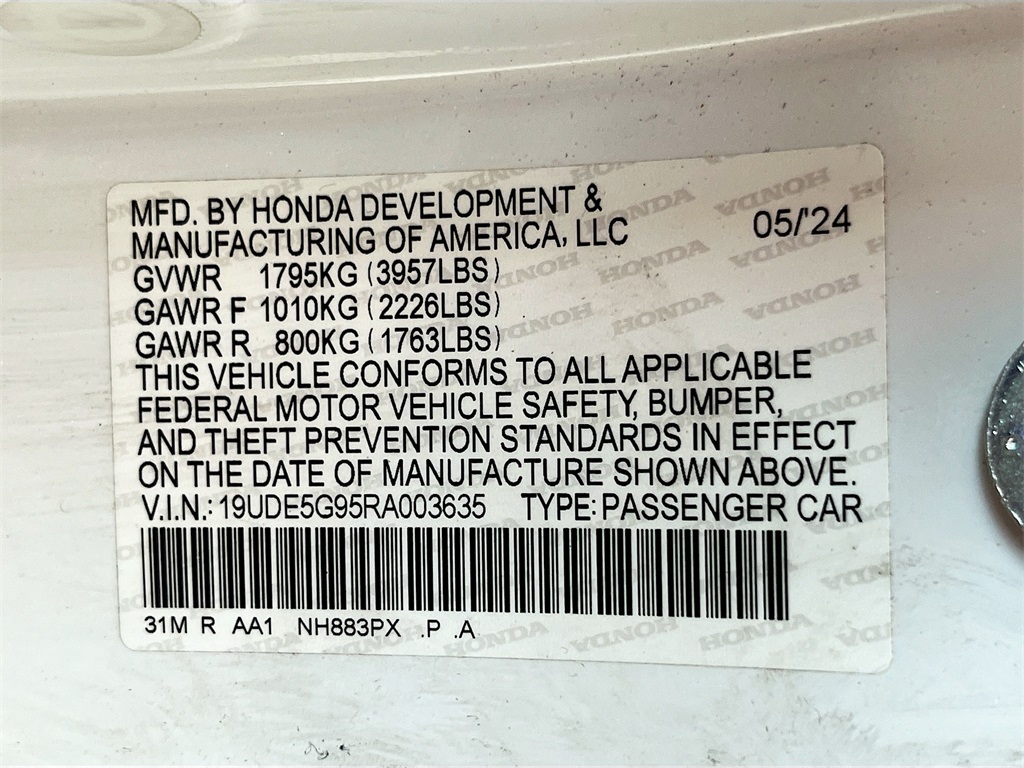 MFD. BY HONDA DEVELOPMENT &
MANUFACTURING OF AMERICA, LLC 05/'24
GVWR 1795KG (3957LBS)
GAWR F 1010KG (2226LBS)
GAWR R 800KG (1763LBS)
THIS VEHICLE CONFORMS TO ALL APPLICABLE
FEDERAL MOTOR VEHICLE SAFETY, BUMPER,
AND THEFT PREVENTION STANDARDS IN EFFECT
ON THE DATE OF MANUFACTURE SHOWN ABOVE.
V.I.N.: 19UDE5G95RA003635 TYPE: PASSENGER CAR
31M R AA1 NH883PX .P .A